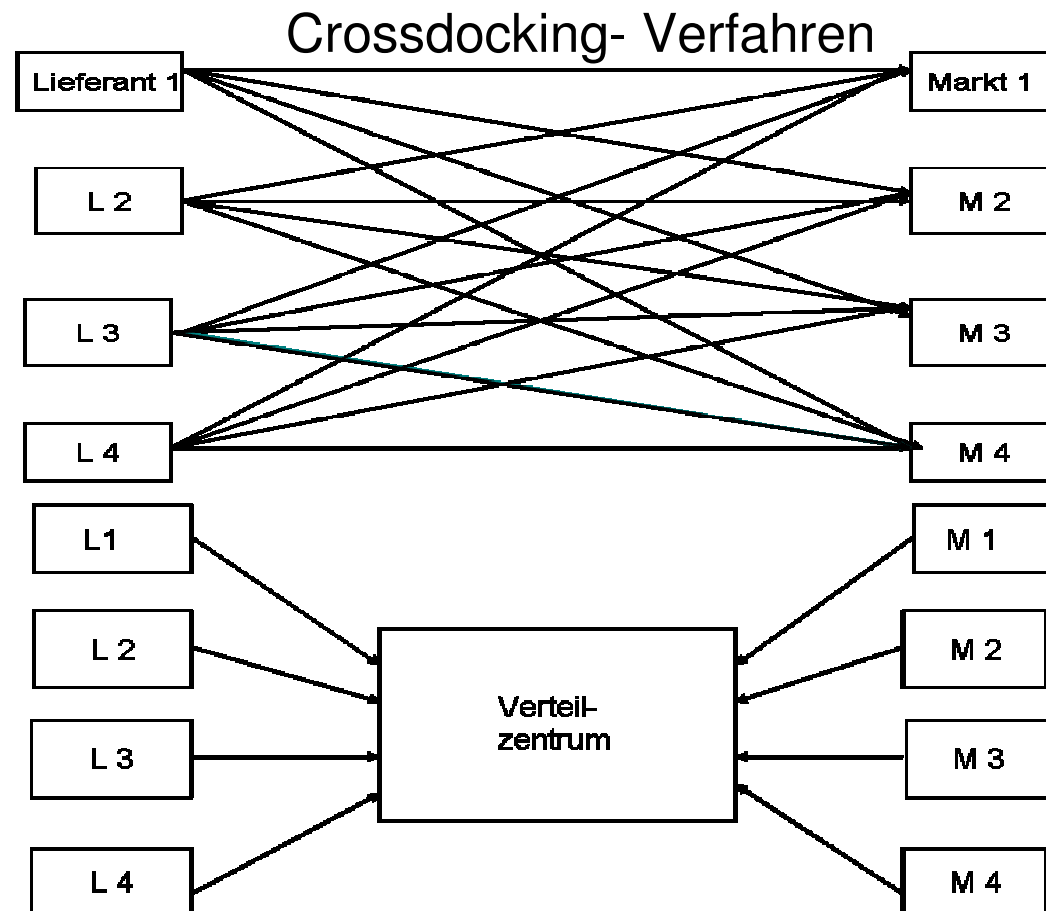 Crossdocking- Verfahren
Lieferant 1
Markt 1
L 2
M 2
L 3
M 3
L 4
M 4
L1
M 1
L 2
M 2
Verteil-
zentrum
L 3
M 3
L 4
M 4